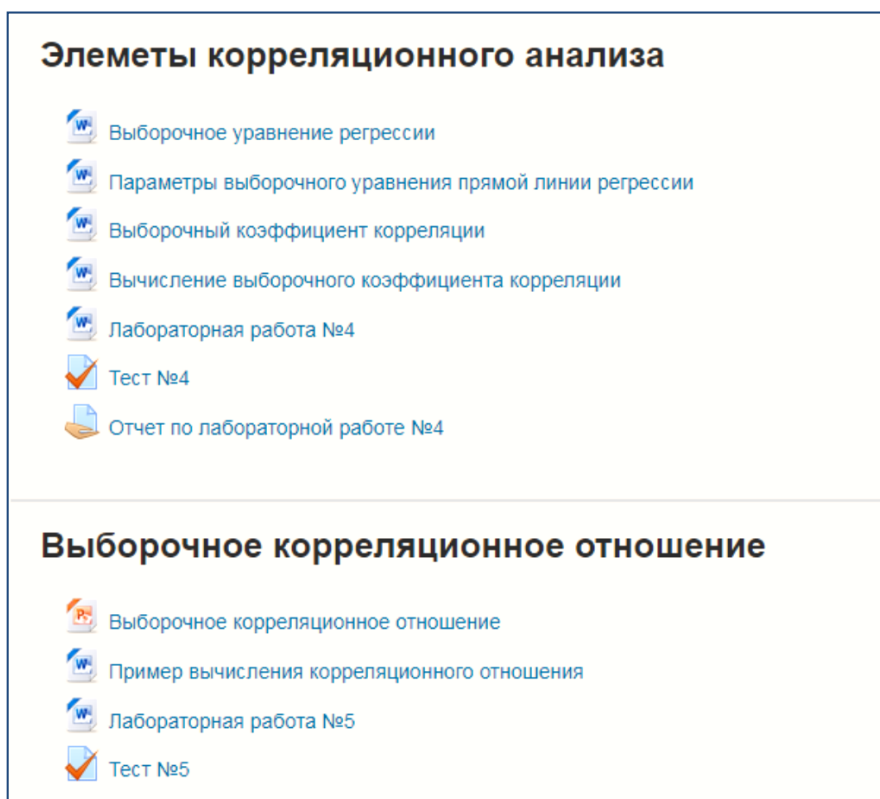 Элеметы корреляционного анализа
Выборочное уравнение регрессии
Параметры выборочного уравнения прямой линии регрессии
Выборочный коэффициент корреляции
Вычисление выборочного коэффициента корреляции
Лабораторная работа №4
Тест №4
Отчет по лабораторной работе №4
Выборочное корреляционное отношение
Выборочное корреляционное отношение
Пример вычисления корреляционного отношения
Лабораторная работа №5
Тест №5